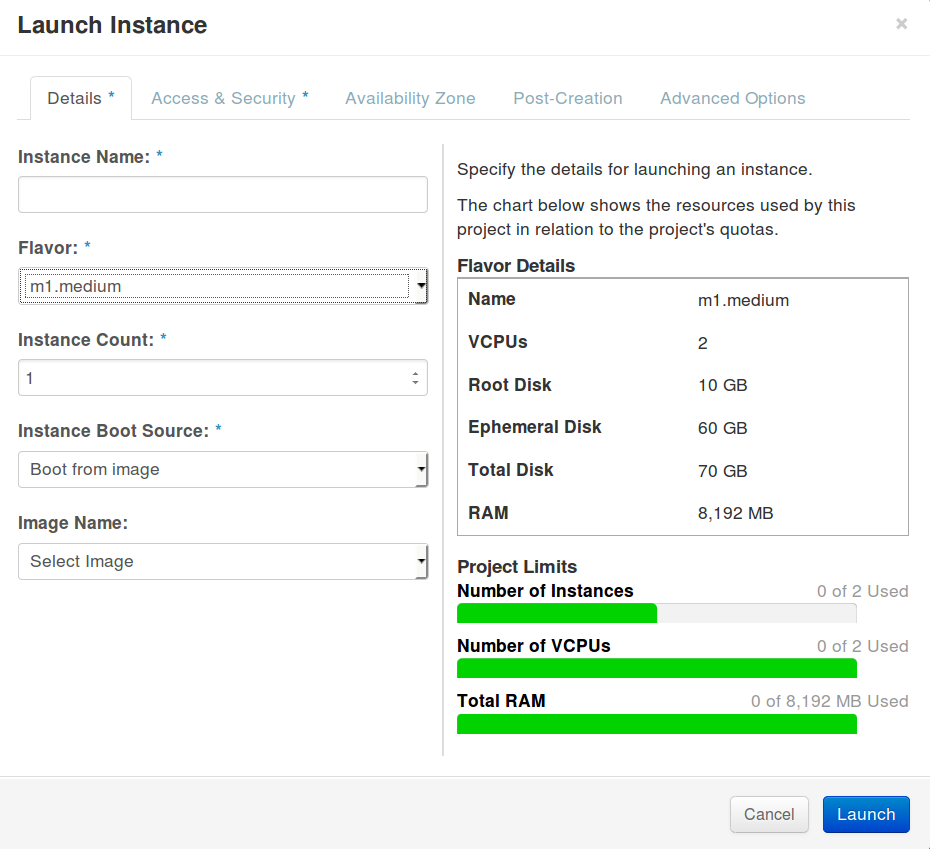 Launch Instance
×
Details * Access & Security * Availability Zone Post-Creation Advanced Options
Instance Name: *
Flavor: *
m1.medium
Instance Count: *
1
Instance Boot Source: *
Boot from image
Image Name:
Select Image
Specify the details for launching an instance.
The chart below shows the resources used by this
project in relation to the project's quotas.
Flavor Details
Name m1.medium
VCPUs 2
Root Disk 10 GB
Ephemeral Disk 60 GB
Total Disk 70 GB
RAM 8,192 MB
Project Limits
Number of Instances 0 of 2 Used
Number of VCPUs 0 of 2 Used
Total RAM 0 of 8,192 MB Used
Cancel Launch